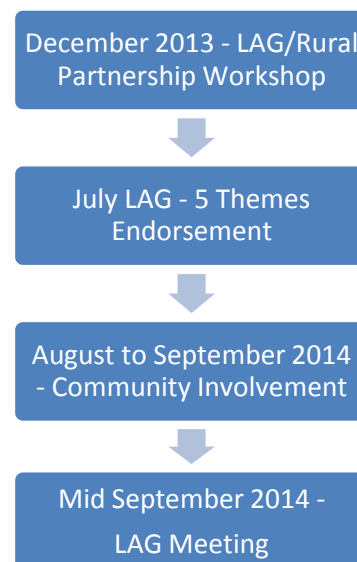 December 2013 - LAG/Rural
Partnership Workshop
July LAG - 5 Themes
Endorsement
August to September 2014
- Community Involvement
Mid September 2014 -
LAG Meeting